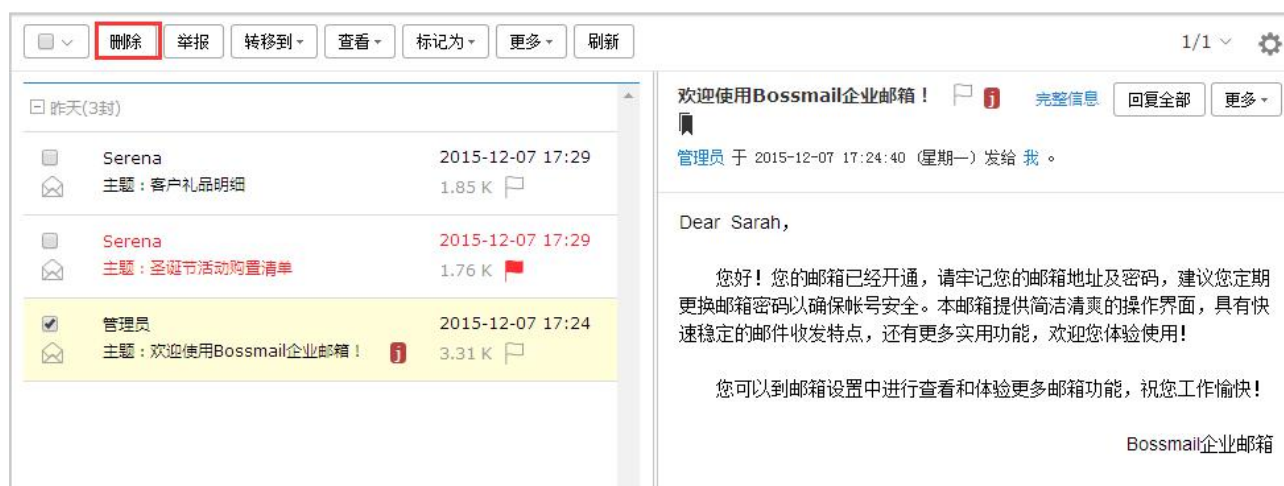 删除 举报 转移到 查看 标记为 更多 刷新 1/1
昨天(3封)
Serena 2015-12-07 17:29
主题：客户礼品明细 1.85 K
Serena 2015-12-07 17:29
主题：圣诞节活动购置清单 1.76 K
管理员 2015-12-07 17:24
主题：欢迎使用Bossmail企业邮箱！ j 3.31 K
欢迎使用Bossmail企业邮箱！ j 完整信息 回复全部 更多
管理员 于 2015-12-07 17:24:40 (星期一) 发给 我 。
Dear Sarah，
您好！您的邮箱已经开通，请牢记您的邮箱地址及密码，建议您定期
更换邮箱密码以确保帐号安全。本邮箱提供简洁清爽的操作界面，具有快
速稳定的邮件收发特点，还有更多实用功能，欢迎您体验使用！
您可以到邮箱设置中进行查看和体验更多邮箱功能，祝您工作愉快！
Bossmail企业邮箱